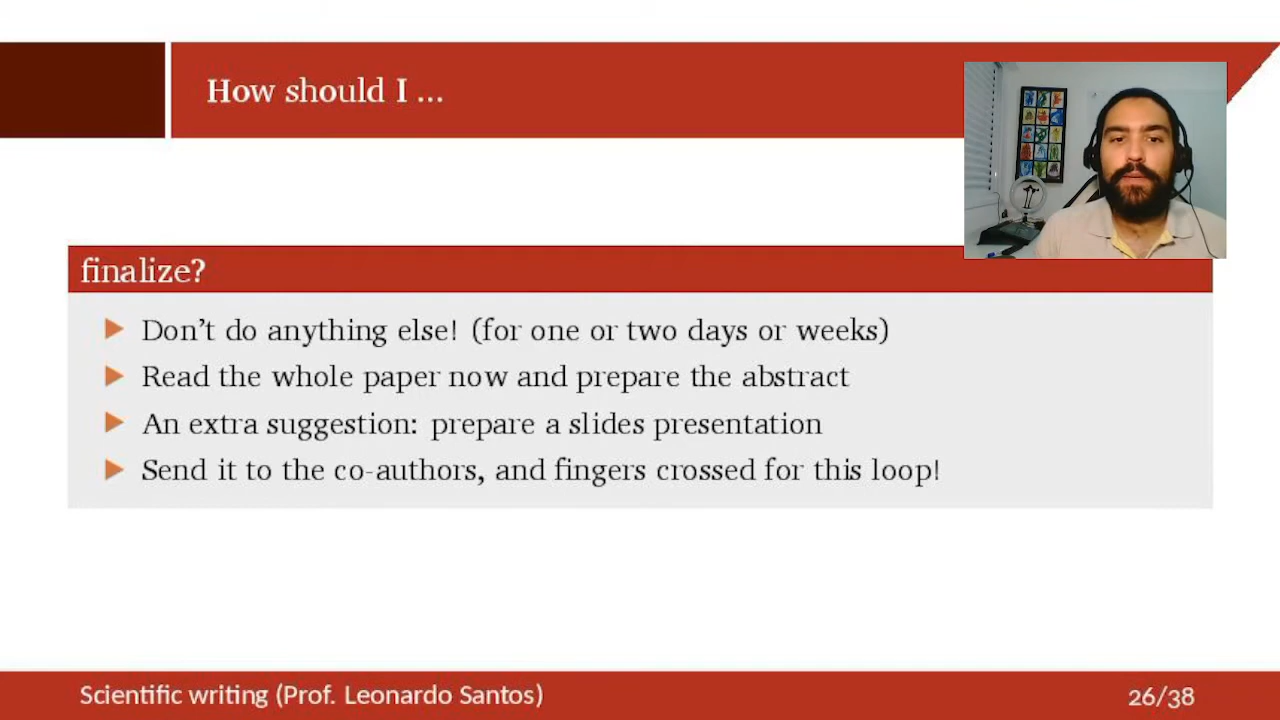 How should I ...
finalize?
Don't do anything else! (for one or two days or weeks)
Read the whole paper now and prepare the abstract
An extra suggestion: prepare a slides presentation
Send it to the co-authors, and fingers crossed for this loop!
Scientific writing (Prof. Leonardo Santos)
26/38